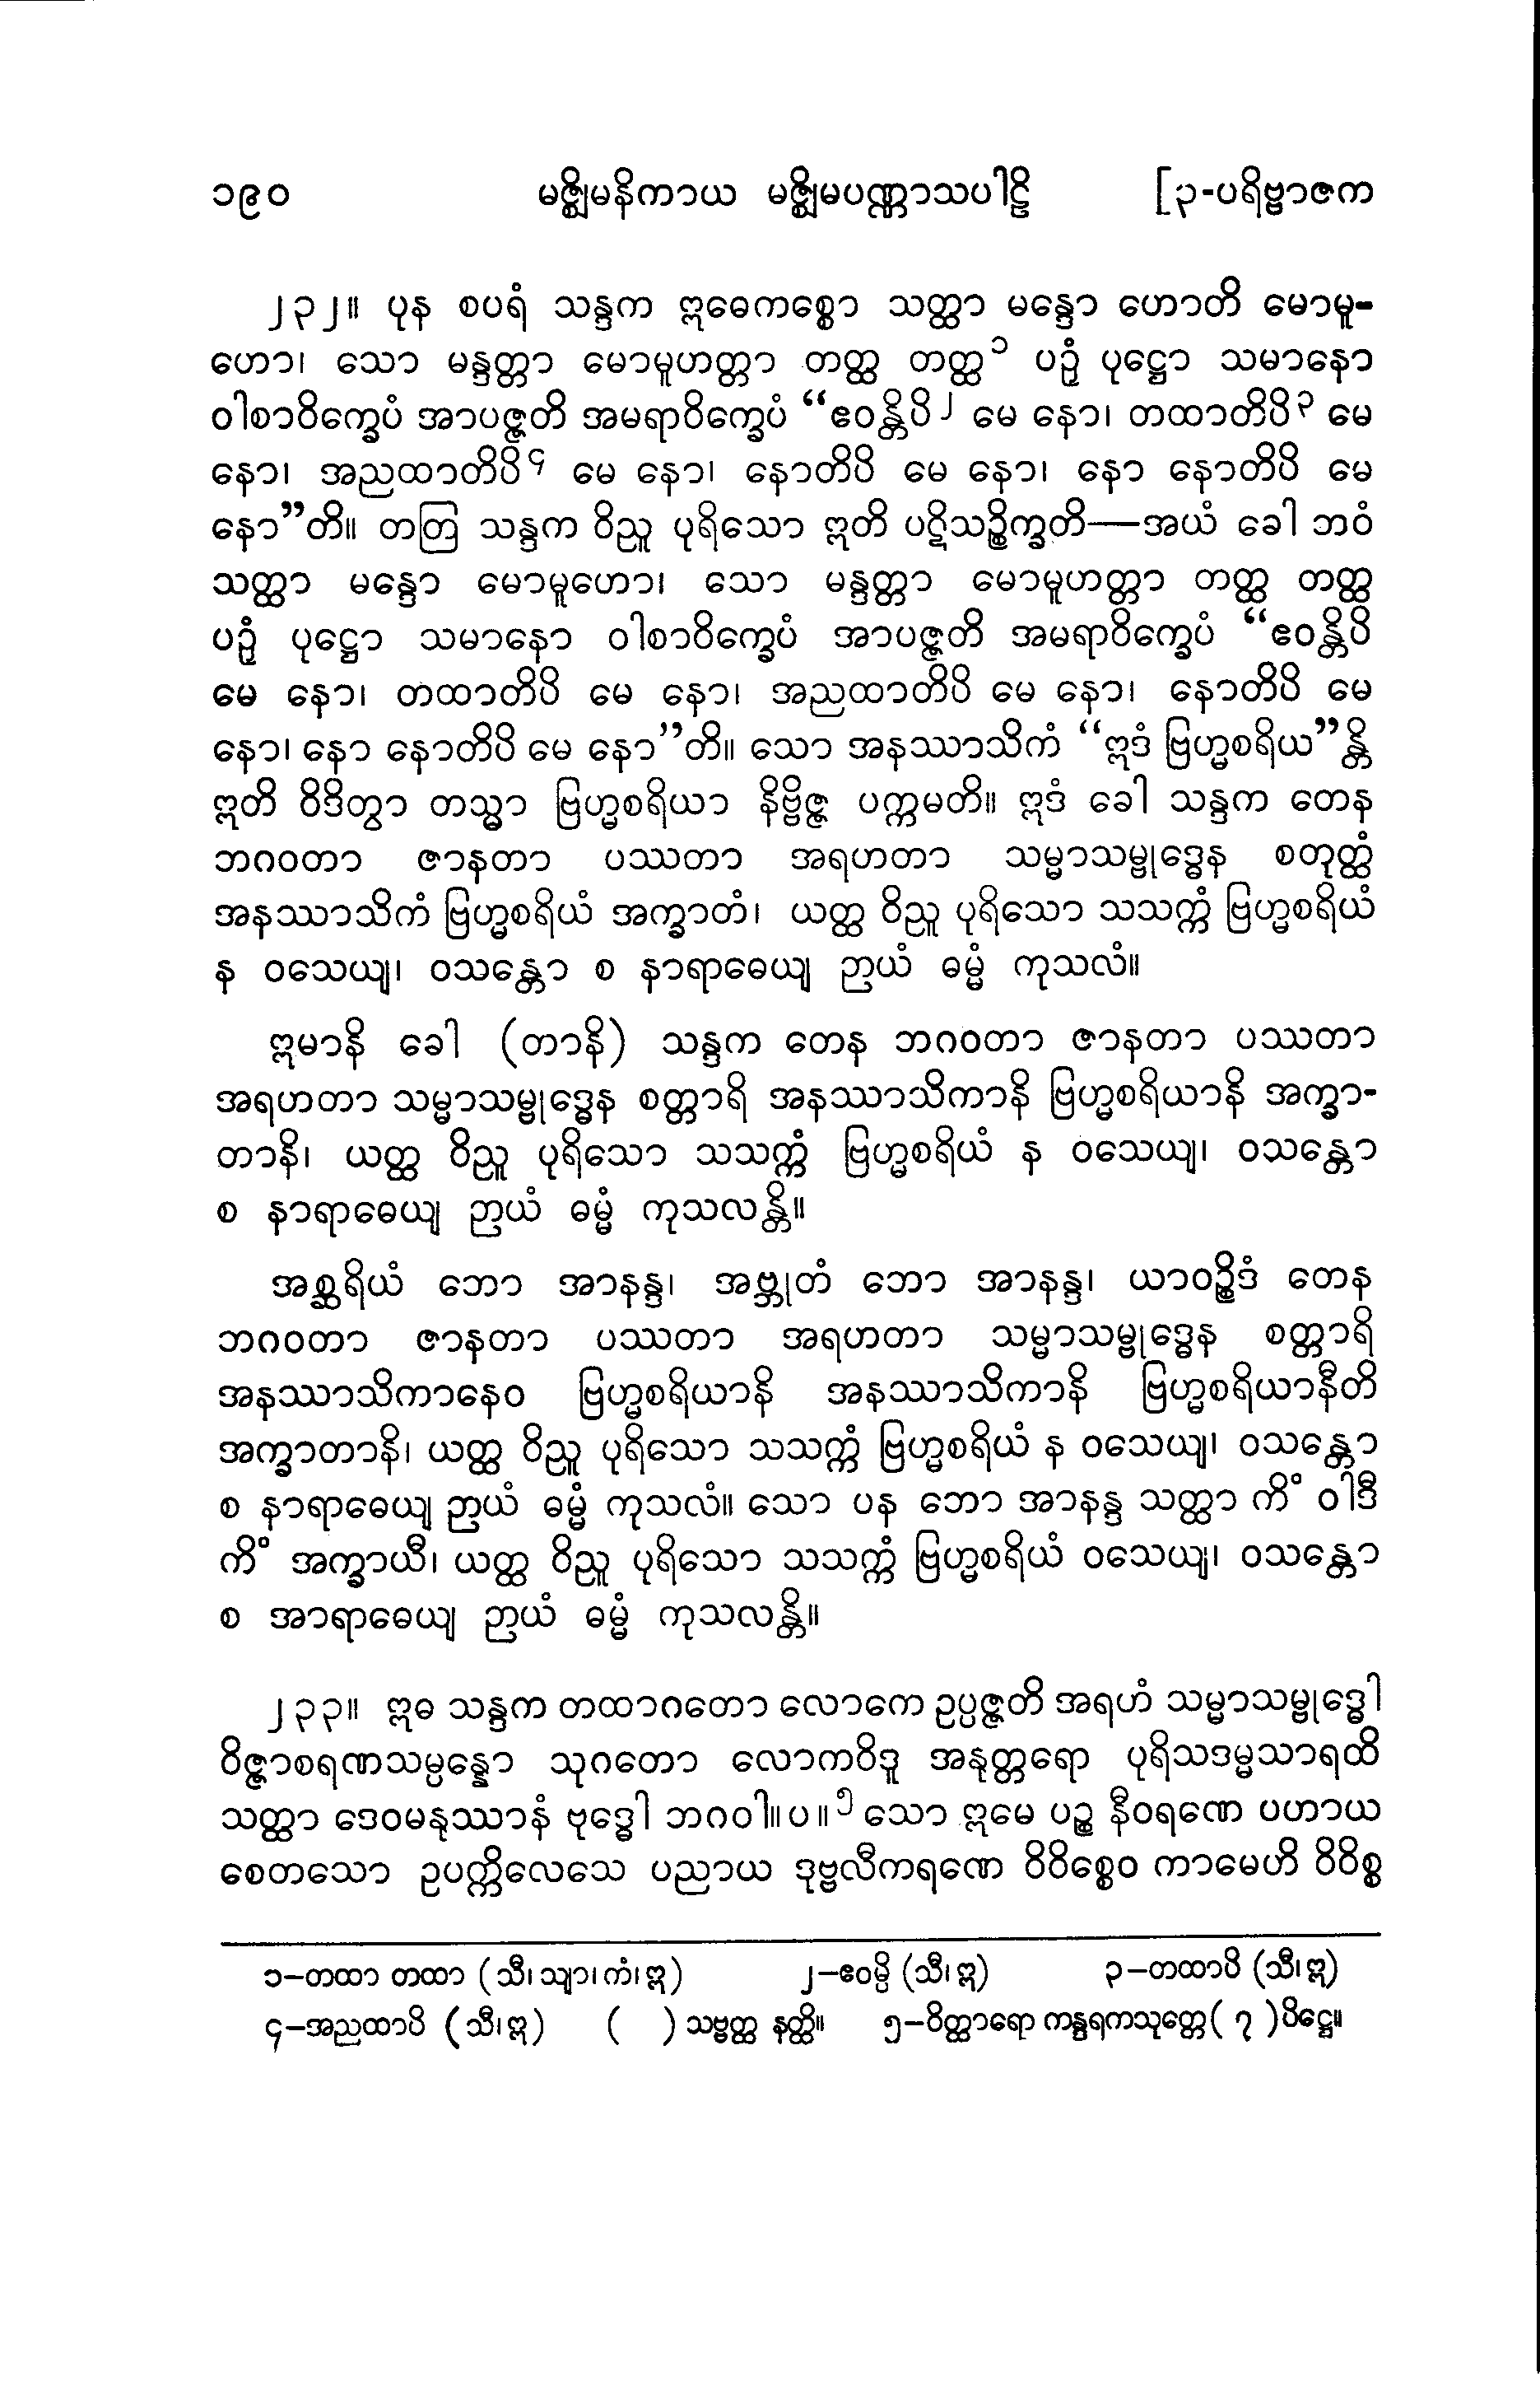 ၁၉၀ မဇ္ဈိမနိကာယ မဇ္ဈိမပဏ္ဏာသပါဠိ [၃-ပရိဗ္ဗာဇက
၂၃၂။ ပုန စပရံ သန္ဒက ဣဓေကစ္စော သတ္ထာ မန္ဒော ဟောတိ မောမူ-
ဟော၊ သော မန္ဒတ္တာ မောမူဟတ္တာ တတ္ထ တတ္ထ၁ ပဉှံ ပုဋ္ဌော သမာနော
ဝါစာဝိက္ခေပံ အာပဇ္ဇတိ အမရာဝိက္ခေပံ “ဧဝန္တိပိ၂ မေ နော၊ တထာတိပိ၃ မေ
နော၊ အညထာတိပိ၄ မေ နော၊ နောတိပိ မေ နော၊ နော နောတိပိ မေ
နော”တိ။ တတြ သန္ဒက ဝိညူ ပုရိသော ဣတိ ပဋိသဉ္စိက္ခတိ—အယံ ခေါ ဘဝံ
သတ္ထာ မန္ဒော မောမူဟော၊ သော မန္ဒတ္တာ မောမူဟတ္တာ တတ္ထ တတ္ထ
ပဉှံ ပုဋ္ဌော သမာနော ဝါစာဝိက္ခေပံ အာပဇ္ဇတိ အမရာဝိက္ခေပံ “ဧဝန္တိပိ
မေ နော၊ တထာတိပိ မေ နော၊ အညထာတိပိ မေ နော၊ နောတိပိ မေ
နော၊ နော နောတိပိ မေ နော”တိ။ သော အနဿာသိကံ “ဣဒံ ဗြဟ္မစရိယ”န္တိ
ဣတိ ဝိဒိတွာ တသ္မာ ဗြဟ္မစရိယာ နိဗ္ဗိဇ္ဇ ပက္ကမတိ။ ဣဒံ ခေါ သန္ဒက တေန
ဘဂဝတာ ဇာနတာ ပဿတာ အရဟတာ သမ္မာသမ္ဗုဒ္ဓေန စတုတ္ထံ
အနဿာသိကံ ဗြဟ္မစရိယံ အက္ခာတံ၊ ယတ္ထ ဝိညူ ပုရိသော သသက္ကံ ဗြဟ္မစရိယံ
န ဝသေယျ၊ ဝသန္တော စ နာရာဓေယျ ဉာယံ ဓမ္မံ ကုသလံ။
ဣမာနိ ခေါ (တာနိ) သန္ဒက တေန ဘဂဝတာ ဇာနတာ ပဿတာ
အရဟတာ သမ္မာသမ္ဗုဒ္ဓေန စတ္တာရိ အနဿာသိကာနိ ဗြဟ္မစရိယာနိ အက္ခာ-
တာနိ၊ ယတ္ထ ဝိညူ ပုရိသော သသက္ကံ ဗြဟ္မစရိယံ န ဝသေယျ၊ ဝသန္တော
စ နာရာဓေယျ ဉာယံ ဓမ္မံ ကုသလန္တိ။
အစ္ဆရိယံ ဘော အာနန္ဒ၊ အဗ္ဘုတံ ဘော အာနန္ဒ၊ ယာဝဉ္စိဒံ တေန
ဘဂဝတာ ဇာနတာ ပဿတာ အရဟတာ သမ္မာသမ္ဗုဒ္ဓေန စတ္တာရိ
အနဿာသိကာနေဝ ဗြဟ္မစရိယာနိ အနဿာသိကာနိ ဗြဟ္မစရိယာနီတိ
အက္ခာတာနိ၊ ယတ္ထ ဝိညူ ပုရိသော သသက္ကံ ဗြဟ္မစရိယံ န ဝသေယျ၊ ဝသန္တော
စ နာရာဓေယျ ဉာယံ ဓမ္မံ ကုသလံ။ သော ပန ဘော အာနန္ဒ သတ္ထာ ကိံ ဝါဒီ
ကိံ အက္ခာယီ၊ ယတ္ထ ဝိညူ ပုရိသော သသက္ကံ ဗြဟ္မစရိယံ ဝသေယျ၊ ဝသန္တော
စ အာရာဓေယျ ဉာယံ ဓမ္မံ ကုသလန္တိ။
၂၃၃။ ဣဓ သန္ဒက တထာဂတော လောကေ ဥပ္ပဇ္ဇတိ အရဟံ သမ္မာသမ္ဗုဒ္ဓေါ
ဝိဇ္ဇာစရဏသမ္ပန္နော သုဂတော လောကဝိဒူ အနုတ္တရော ပုရိသဒမ္မသာရထိ
သတ္ထာ ဒေဝမနုဿာနံ ဗုဒ္ဓေါ ဘဂဝါ။ပ။၅ သော ဣမေ ပဉ္စ နီဝရဏေ ပဟာယ
စေတသော ဥပက္ကိလေသေ ပညာယ ဒုဗ္ဗလီကရဏေ ဝိဝိစ္စေဝ ကာမေဟိ ဝိဝိစ္စ
၁–တထာ တထာ (သီ၊သျာ၊ကံ၊ဣ) ၂–ဧဝမ္ပိ (သီ၊ဣ) ၃–တထာပိ (သီ၊ဣ)
၄–အညထာပိ (သီ၊ဣ) ( ) သဗ္ဗတ္ထ နတ္ထိ။ ၅–ဝိတ္ထာရော ကန္ဒရကသုတ္တေ( ၇ )ပိဋ္ဌေ။